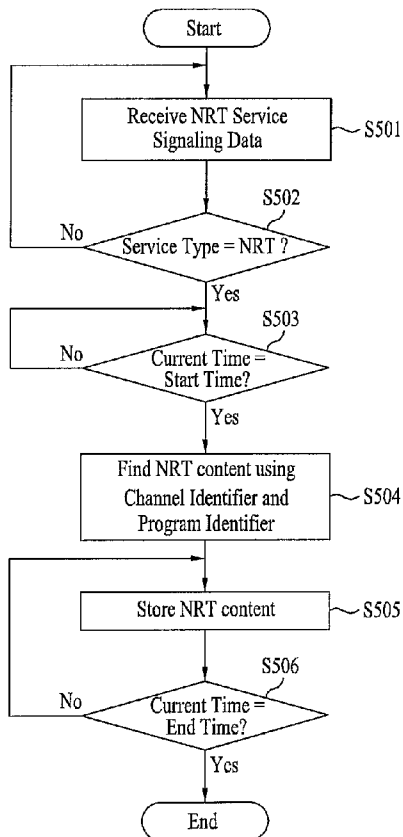 Start
Receive NRT Service
Signaling Data
S501
S502
No
Service Type = NRT ?
Yes
S503
No
Current Time =
Start Time?
Yes
Find NRT content using
Channel Identifier and
Program Identifier
S504
Store NRT content
S505
S506
No
Current Time =
End Time?
Yes
End